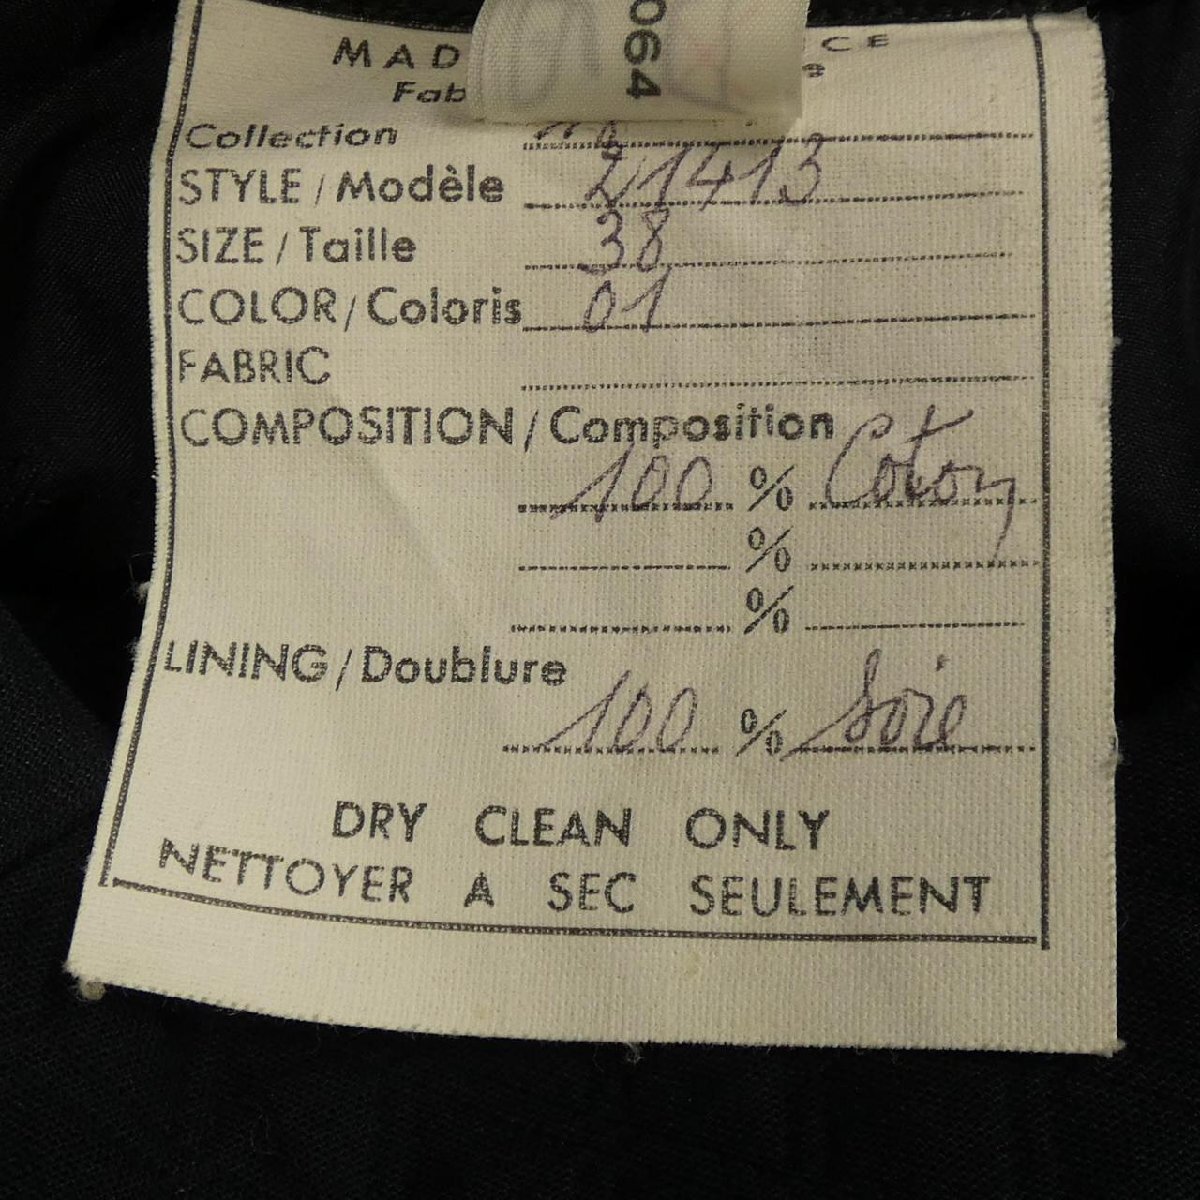 064
MAD CE
Fab e
Collection
STYLE / Modèle 21413
SIZE / Taille 38
COLOR / Coloris 01
FABRIC
COMPOSITION / Composition
100 % Coton
%
%
LINING / Doublure
100 % Soie
DRY CLEAN ONLY
NETTOYER A SEC SEULEMENT